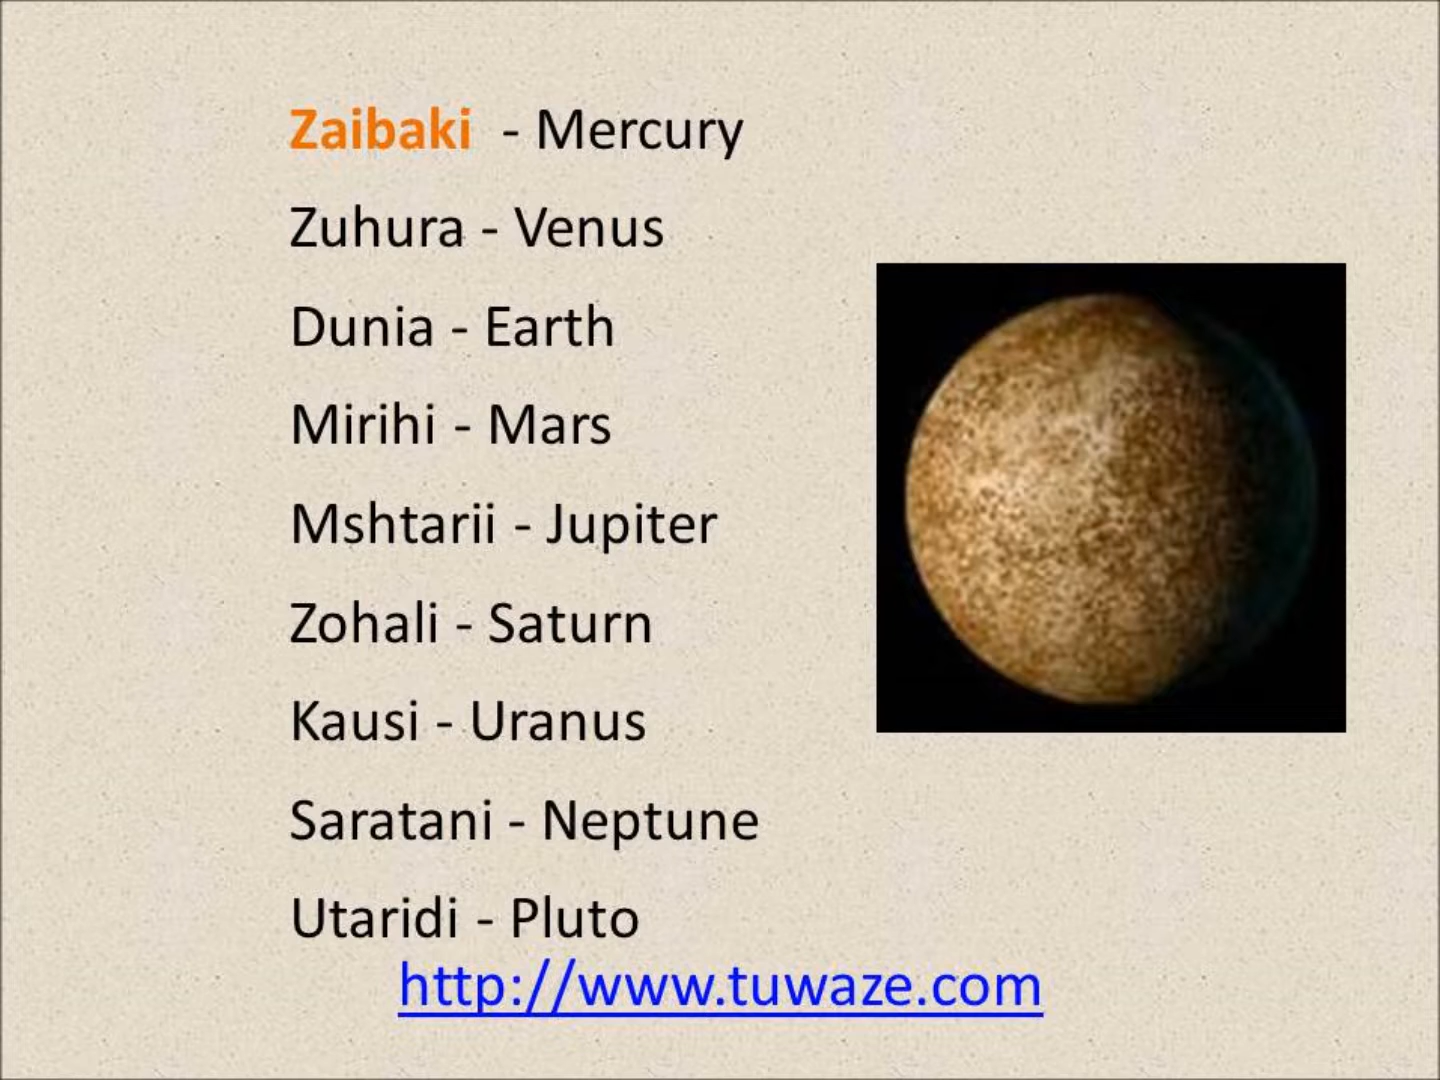 Zaibaki - Mercury
Zuhura - Venus
Dunia - Earth
Mirihi - Mars
Mshtarii - Jupiter
Zohali - Saturn
Kausi - Uranus
Saratani - Neptune
Utaridi - Pluto
http://www.tuwaze.com